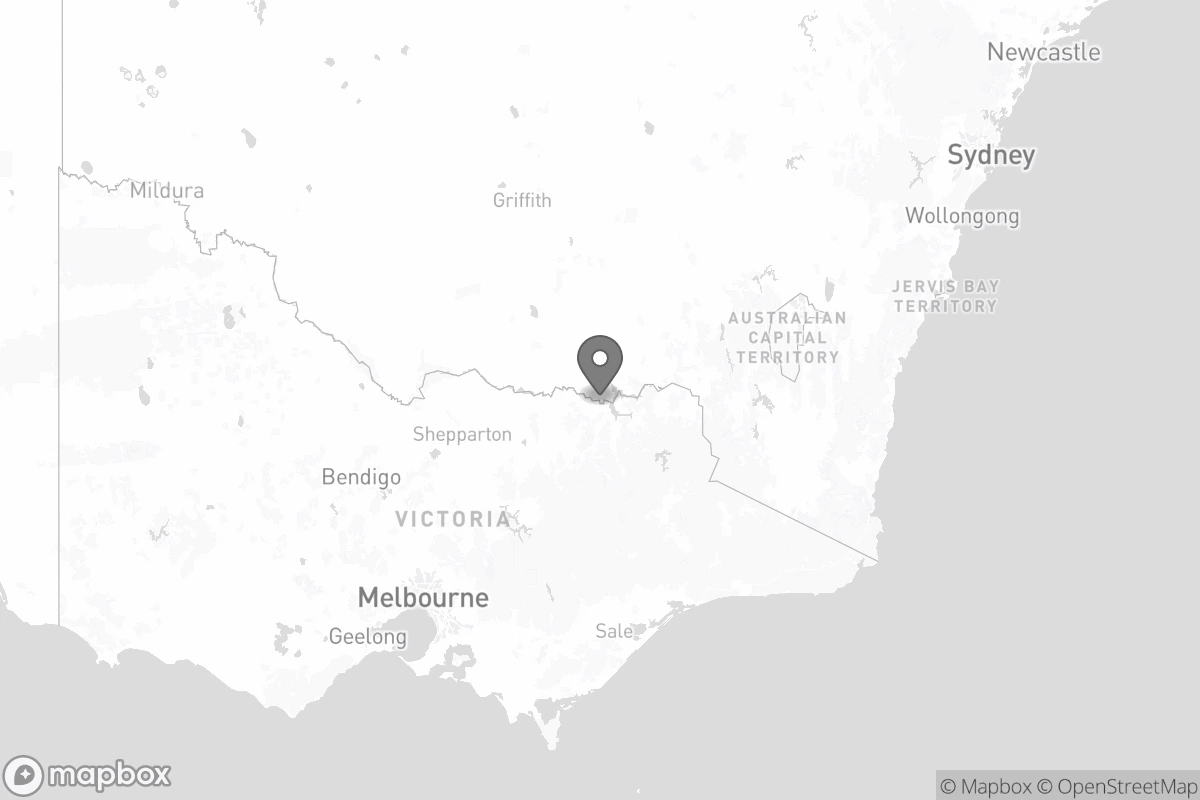 Newcastle
Sydney
Mildura
Griffith
Wollongong
JERVIS BAY
TERRITORY
AUSTRALIAN
CAPITAL
TERRITORY
Shepparton
Bendigo
VICTORIA
Melbourne
Geelong
Sale
mapbox
© Mapbox © OpenStreetMap